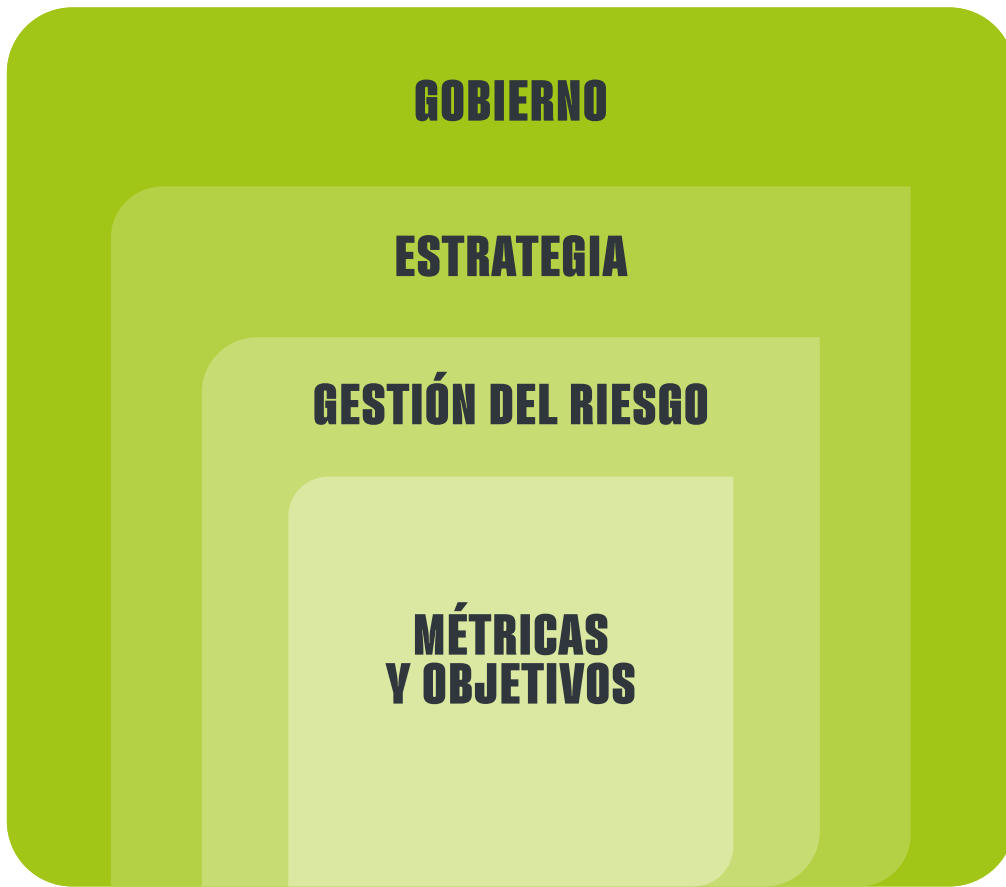 GOBIERNO
ESTRATEGIA
GESTIÓN DEL RIESGO
MÉTRICAS
Y OBJETIVOS